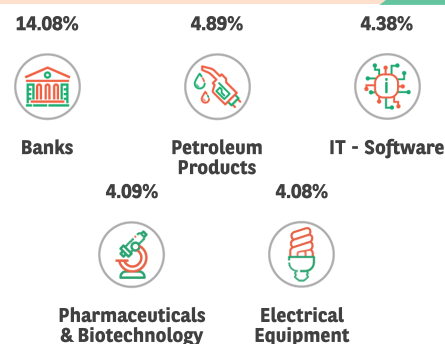 14.08% 4.89% 4.38%
Banks Petroleum IT - Software
Products
4.09% 4.08%
Pharmaceuticals Electrical
& Biotechnology Equipment